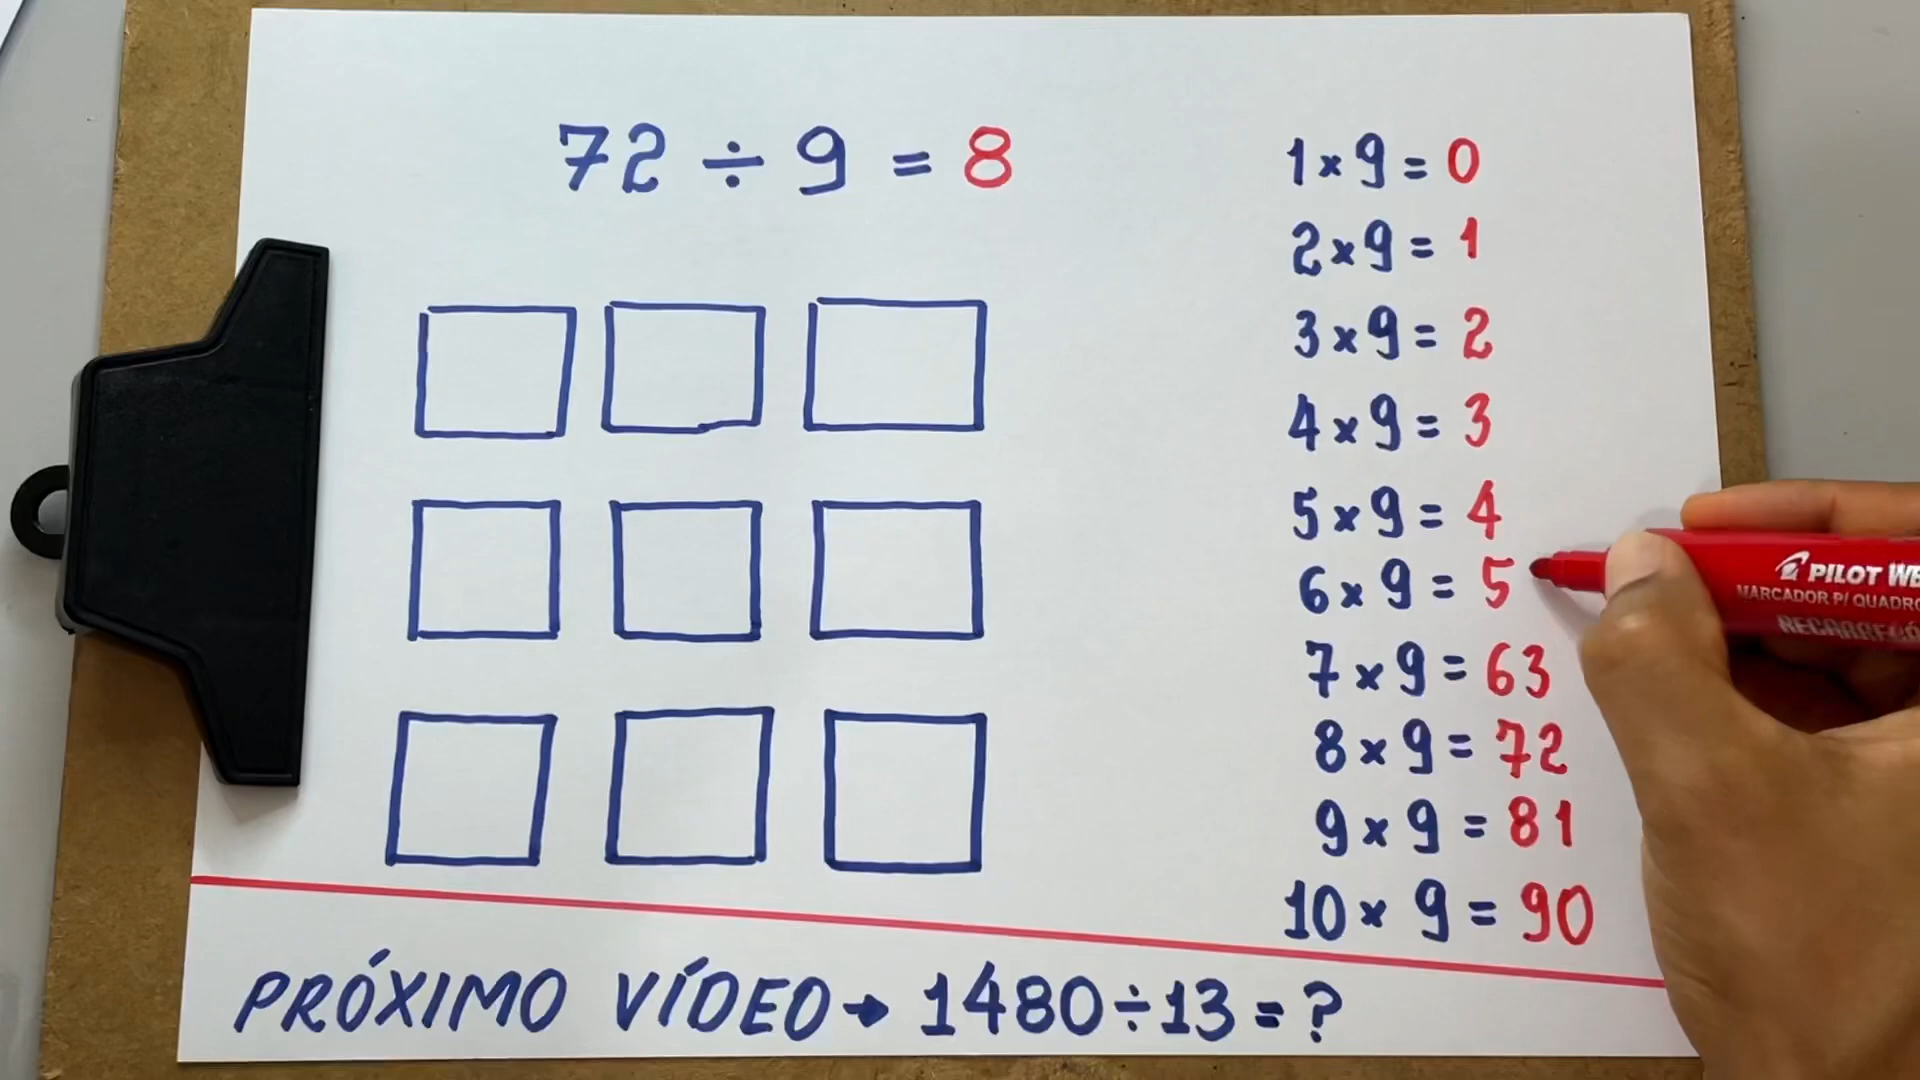 72 ÷ 9 = 8
1 × 9 = 0
2 × 9 = 1
3 × 9 = 2
4 × 9 = 3
5 × 9 = 4
6 × 9 = 5
7 × 9 = 63
8 × 9 = 72
9 × 9 = 81
10 × 9 = 90
PILOT WB
MARCADOR P/ QUADRO
PRÓXIMO VÍDEO → 1480÷13 = ?